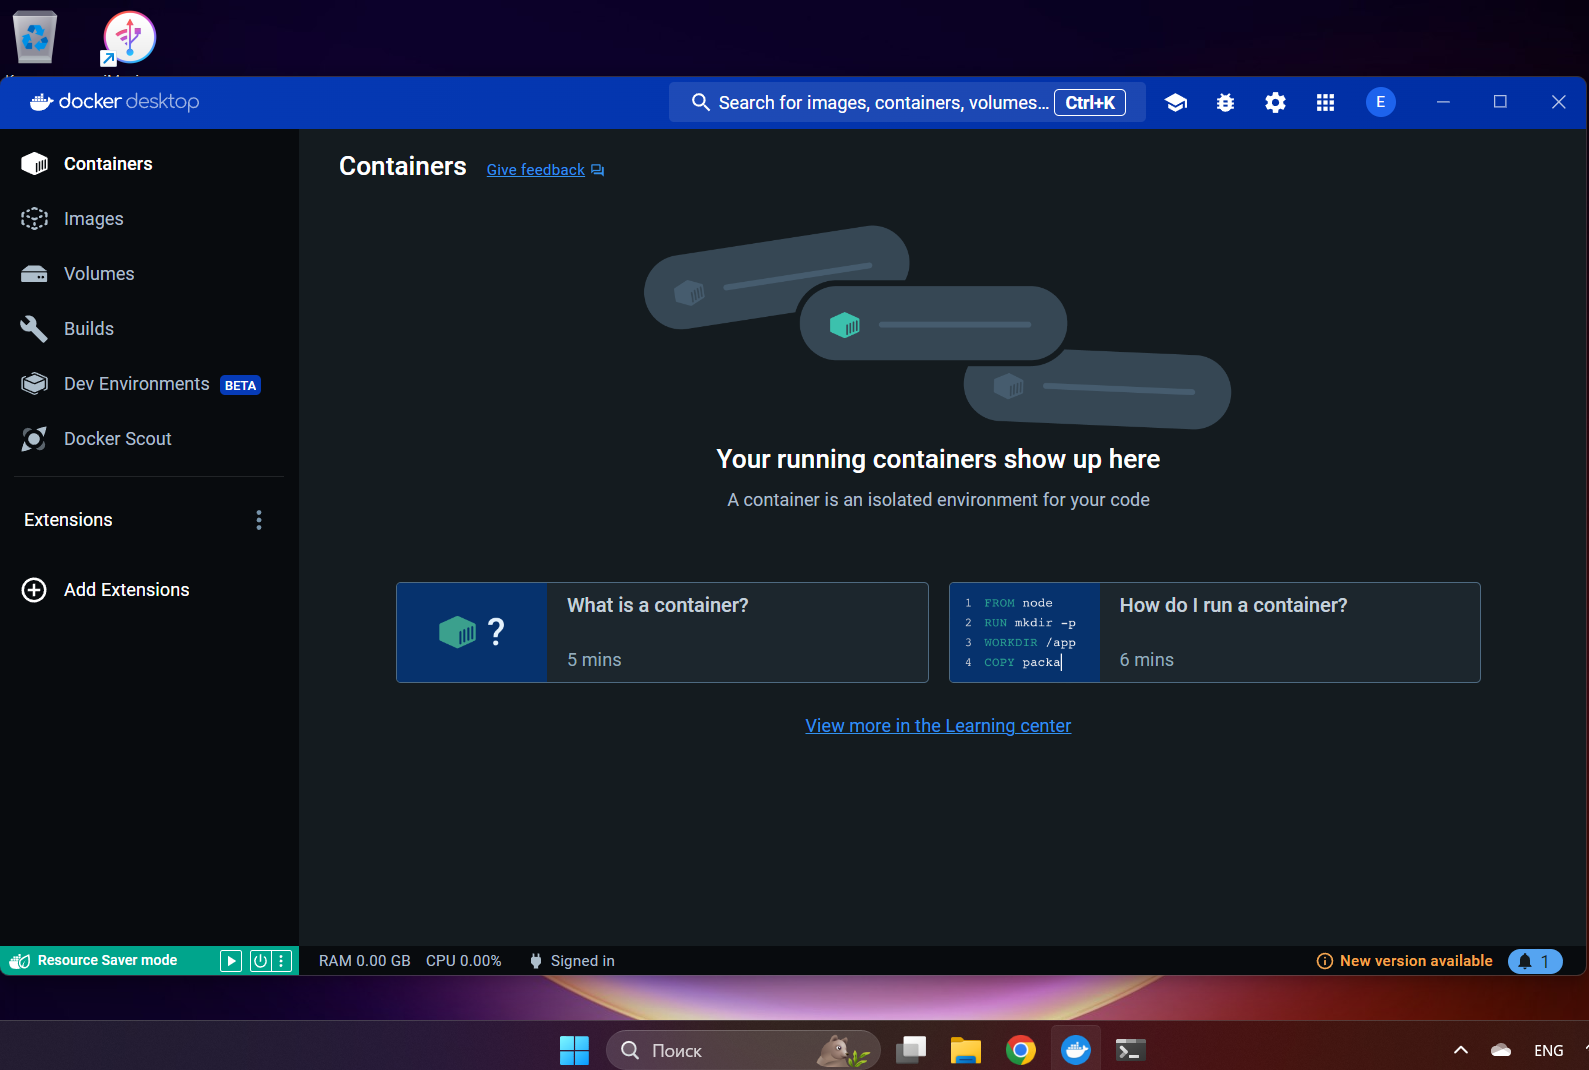 docker desktop
Search for images, containers, volumes... Ctrl+K
E
Containers
Images
Volumes
Builds
Dev Environments BETA
Docker Scout
Extensions
Add Extensions
Containers Give feedback
Your running containers show up here
A container is an isolated environment for your code
?
What is a container?
5 mins
1 FROM node
2 RUN mkdir -p
3 WORKDIR /app
4 COPY packa
How do I run a container?
6 mins
View more in the Learning center
Resource Saver mode
RAM 0.00 GB CPU 0.00% Signed in
New version available 1
Поиск
ENG